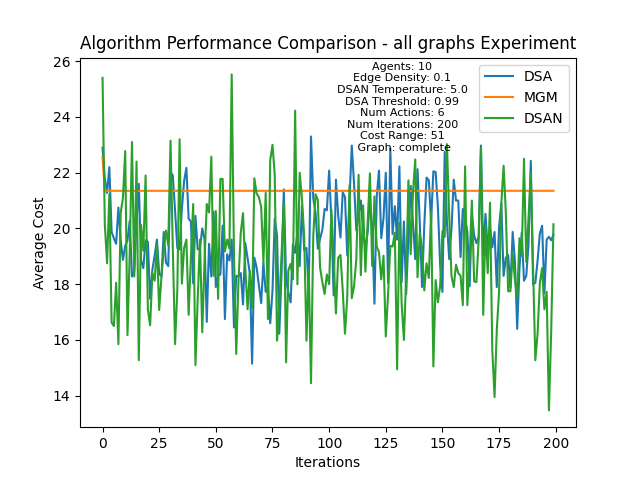 Algorithm Performance Comparison - all graphs Experiment
Agents: 10
Edge Density: 0.1
DSAN Temperature: 5.0
DSA Threshold: 0.99
Num Actions: 6
Num Iterations: 200
Cost Range: 51
Graph: complete
DSA
MGM
DSAN
26
24
22
20
18
16
14
Average Cost
0
25
50
75
100
125
150
175
200
Iterations